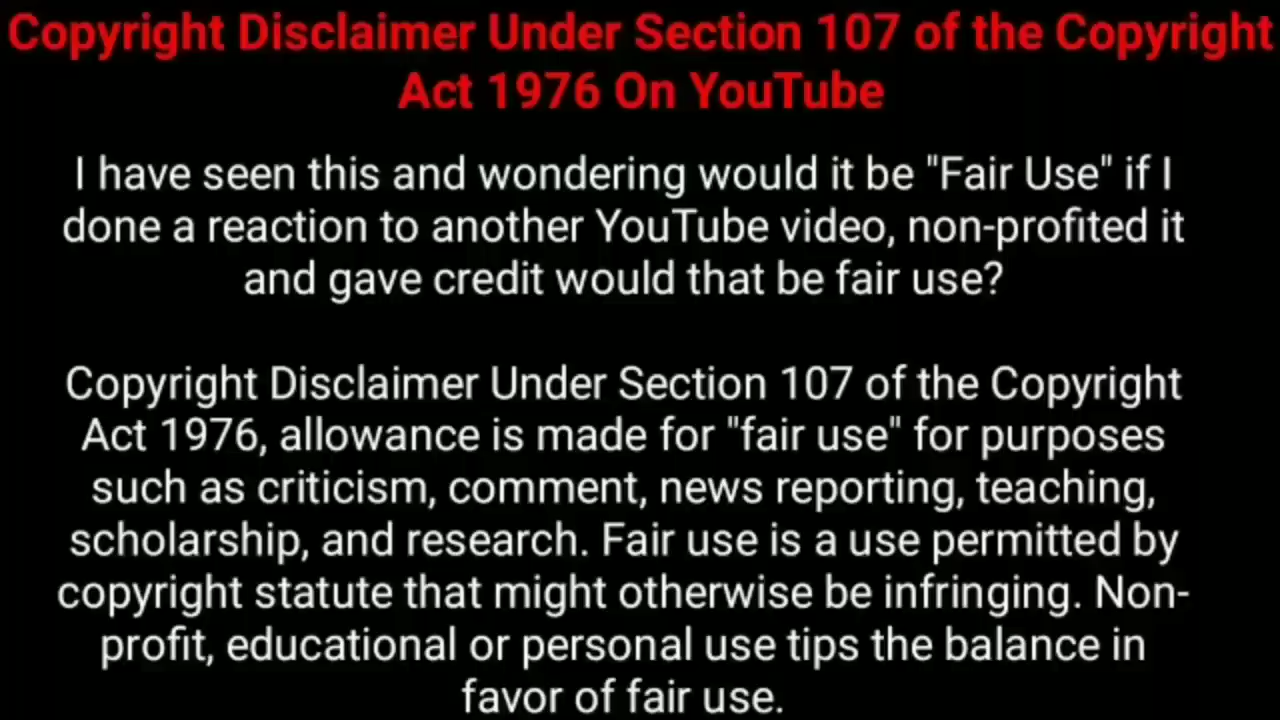 Copyright Disclaimer Under Section 107 of the Copyright
Act 1976 On YouTube
I have seen this and wondering would it be "Fair Use" if I
done a reaction to another YouTube video, non-profited it
and gave credit would that be fair use?
Copyright Disclaimer Under Section 107 of the Copyright
Act 1976, allowance is made for "fair use" for purposes
such as criticism, comment, news reporting, teaching,
scholarship, and research. Fair use is a use permitted by
copyright statute that might otherwise be infringing. Non-
profit, educational or personal use tips the balance in
favor of fair use.